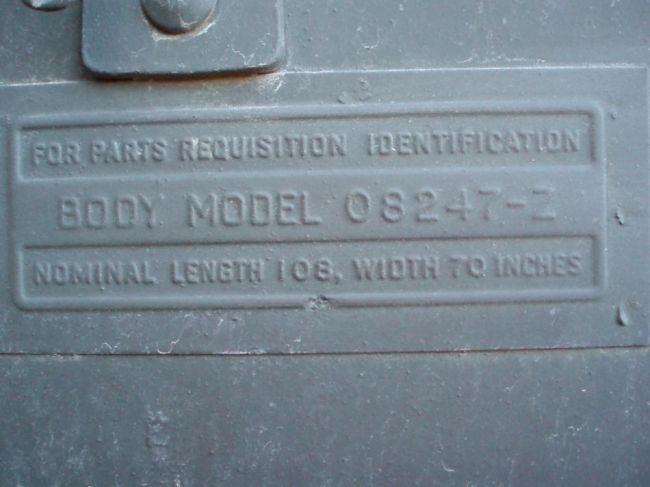 FOR PARTS REQUISITION IDENTIFICATION
BODY MODEL 08247-Z
NOMINAL LENGTH 108, WIDTH 70 INCHES